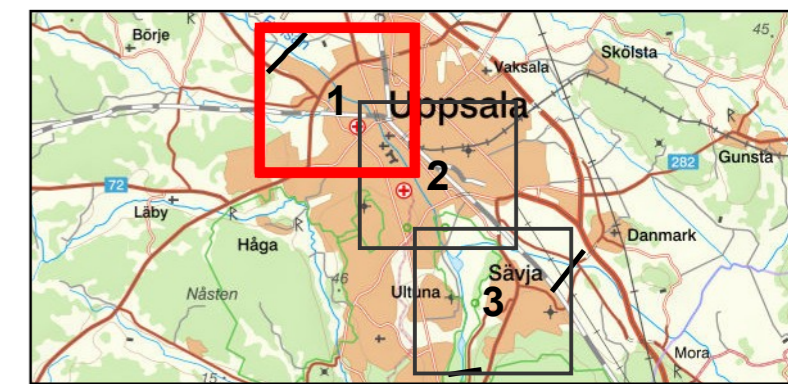 Börje
Fyrisån
45.
Skölsta
Vaksala
1
Uppsala
R
2
282
Gunsta
72
Läby
R
R
Håga
Danmark
R
46
Sävja
Nåsten
Ultuna
3
Mora
15
R